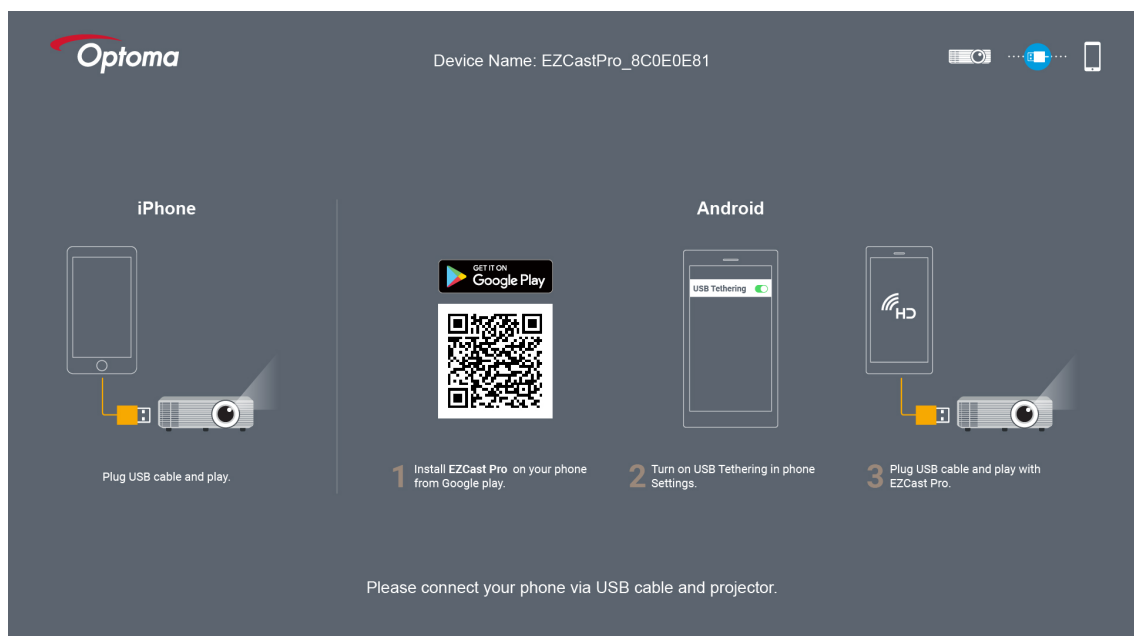 Optoma
Device Name: EZCastPro_8C0E0E81
iPhone
Plug USB cable and play.
Android
GET IT ON
Google Play
1 Install EZCast Pro on your phone
from Google play.
USB Tethering
2 Turn on USB Tethering in phone
Settings.
HD
3 Plug USB cable and play with
EZCast Pro.
Please connect your phone via USB cable and projector.